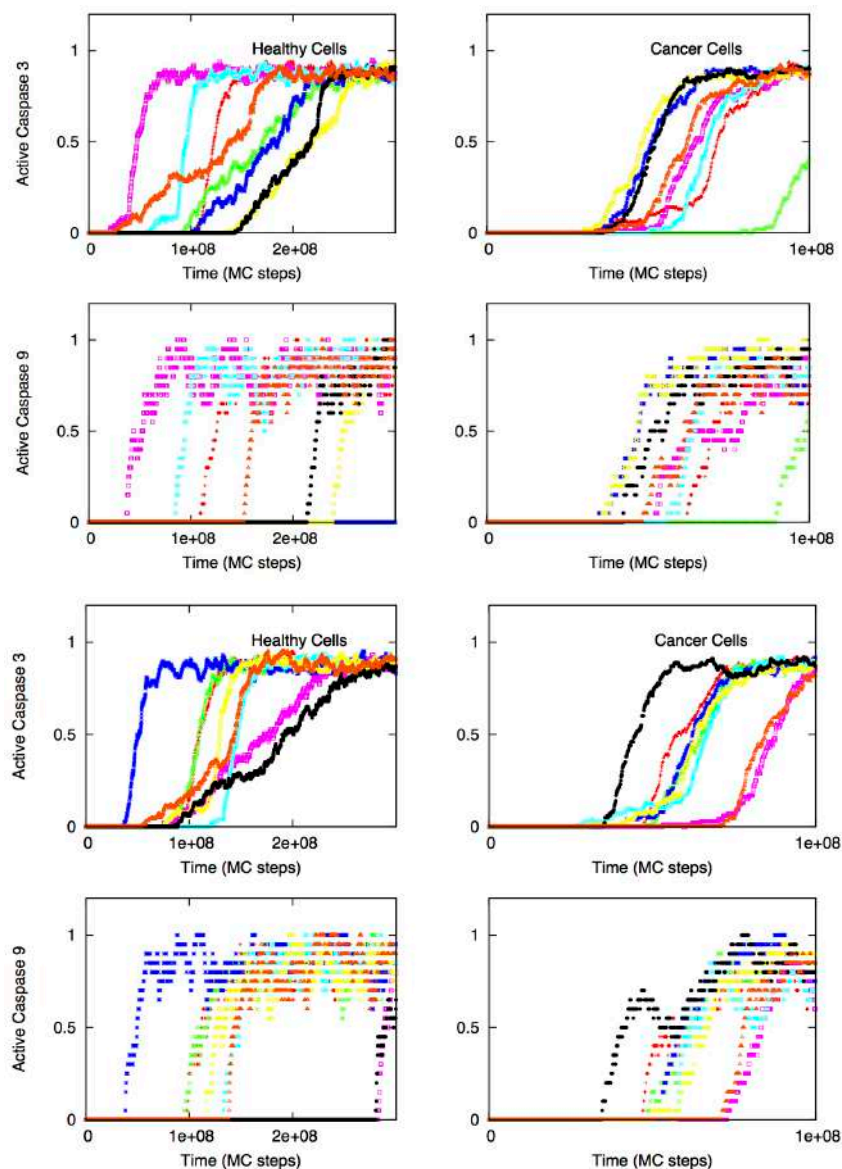 Healthy Cells
Active Caspase 3
1
0.5
0
0
1e+08
2e+08
Time (MC steps)
Cancer Cells
1
0.5
0
0
1e+08
Time (MC steps)
Active Caspase 9
1
0.5
0
0
1e+08
2e+08
Time (MC steps)
1
0.5
0
0
1e+08
Time (MC steps)
Healthy Cells
Active Caspase 3
1
0.5
0
0
1e+08
2e+08
Time (MC steps)
Cancer Cells
1
0.5
0
0
1e+08
Time (MC steps)
Active Caspase 9
1
0.5
0
0
1e+08
2e+08
Time (MC steps)
1
0.5
0
0
1e+08
Time (MC steps)